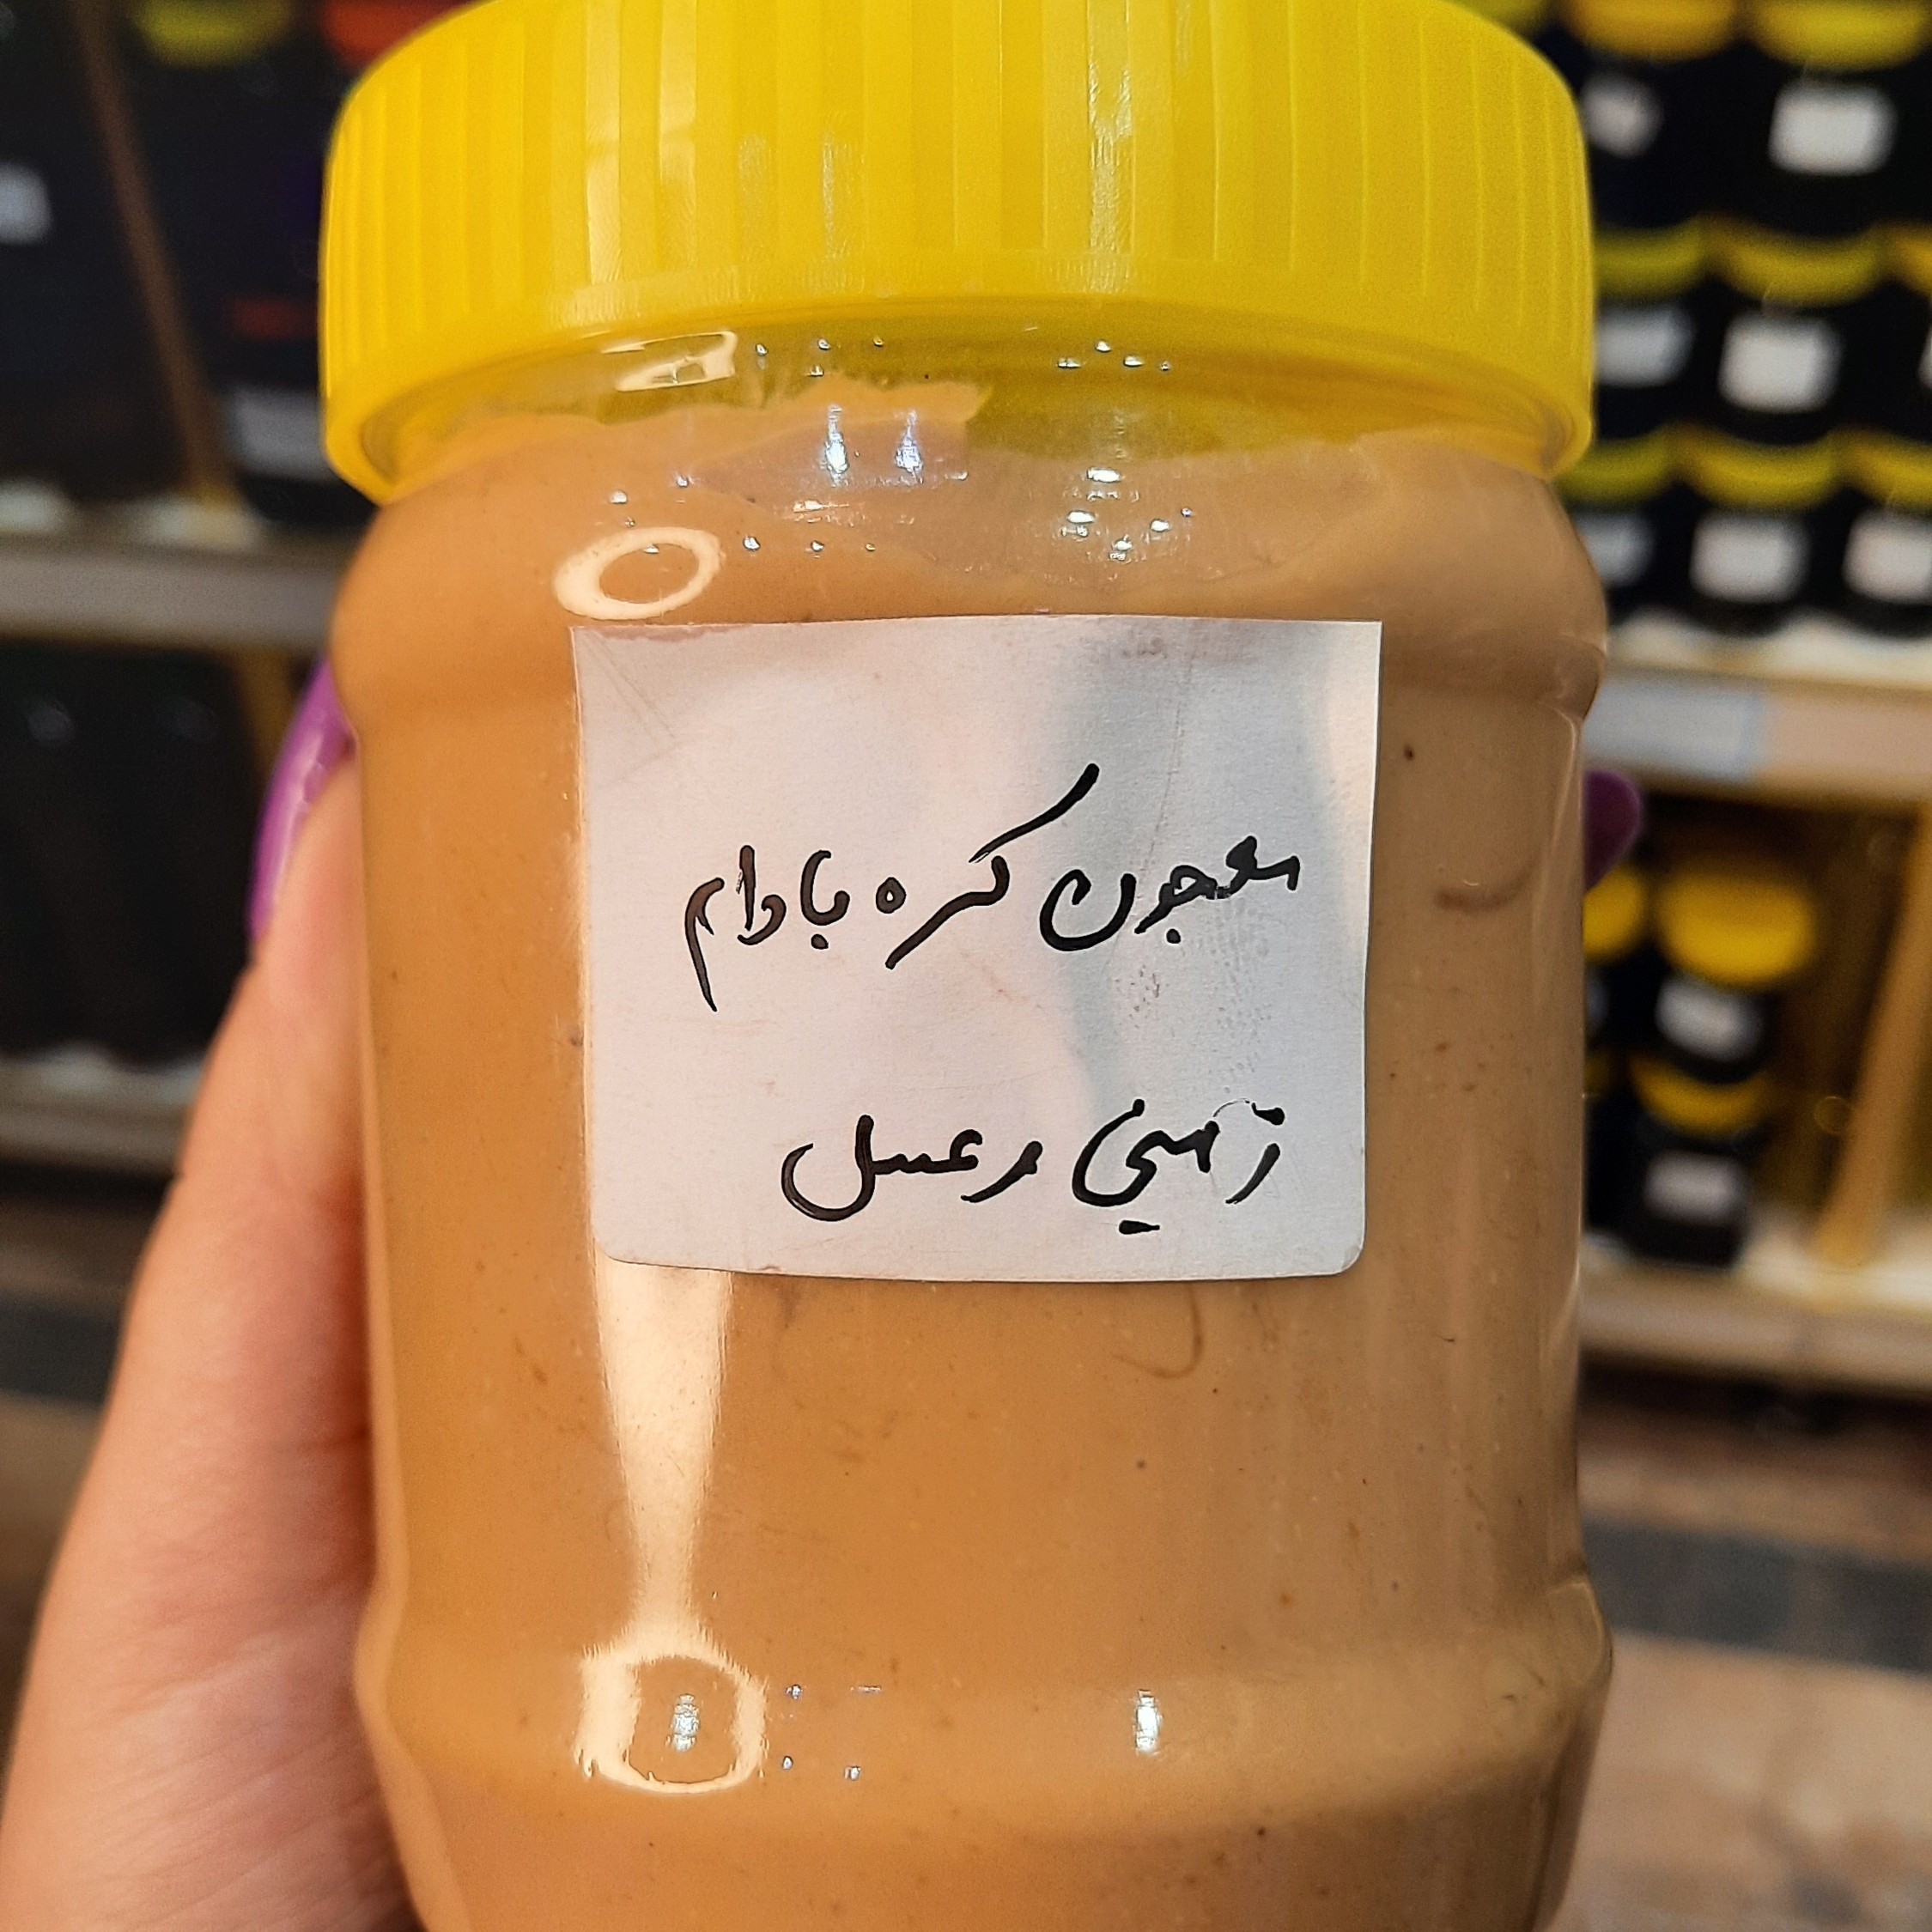 معجون کره بادام
زمینی و عسل